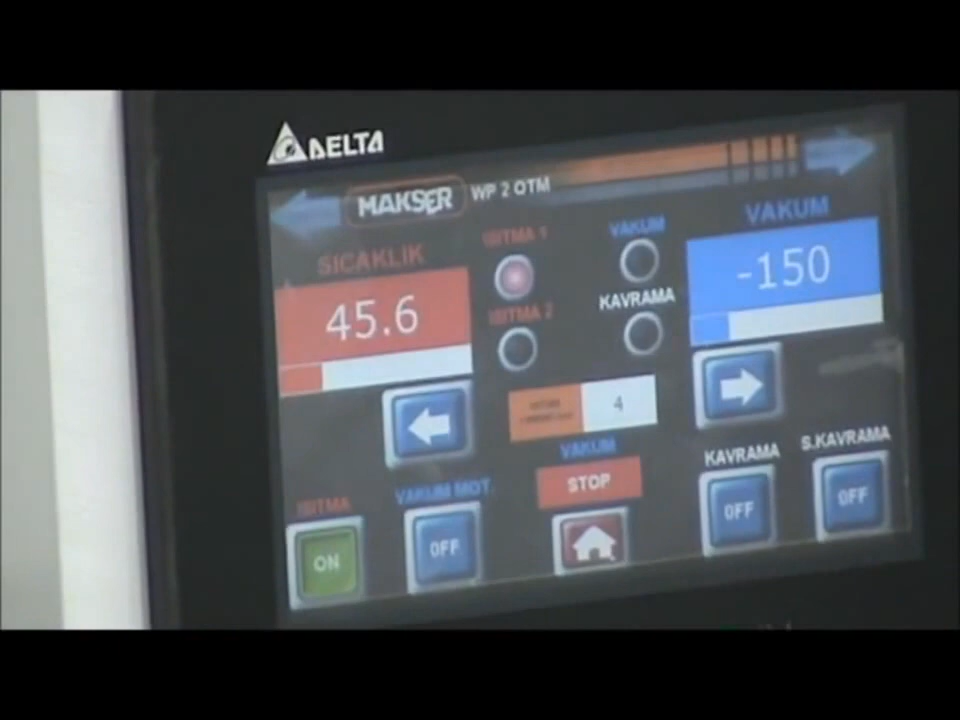 DELTA
MAKSER WP 2 OTM
SICAKLIK
45.6
ISITMA 1
ISITMA 2
VAKUM
KAVRAMA
VAKUM
-150
4
VAKUM
STOP
ISITMA
ON
VAKUM MOT.
OFF
KAVRAMA
OFF
S.KAVRAMA
OFF